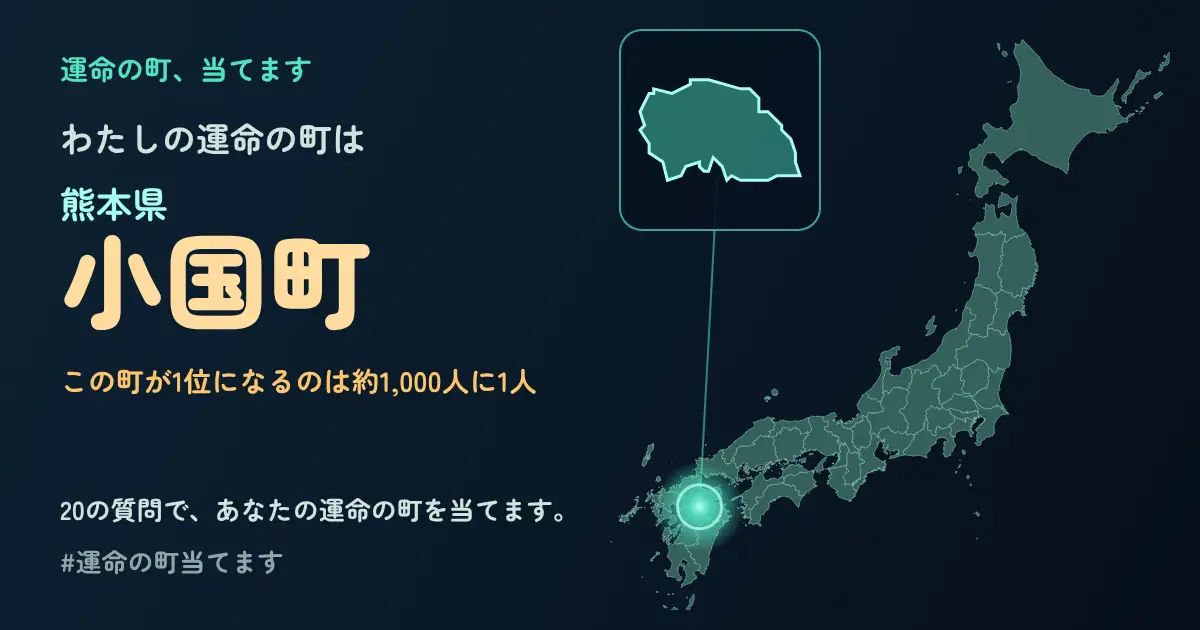 運命の町、当てます
わたしの運命の町は
熊本県
小国町
この町が1位になるのは約1,000人に1人
20の質問で、あなたの運命の町を当てます。
#運命の町当てます